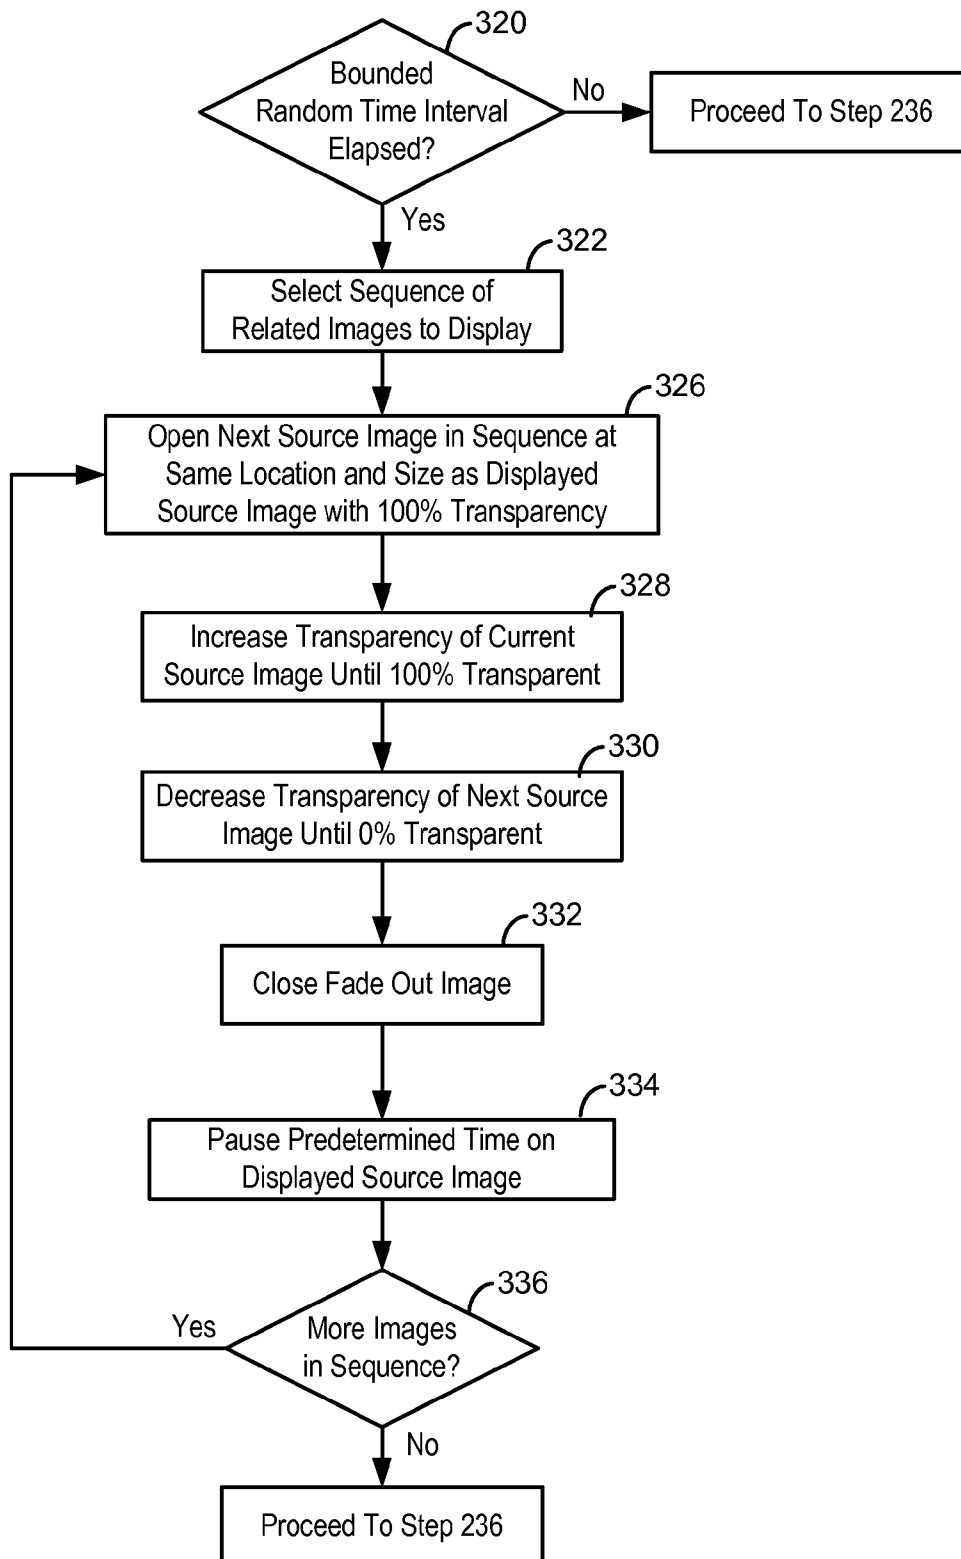 320
Bounded
Random Time Interval
Elapsed?
No
Proceed To Step 236
Yes
322
Select Sequence of
Related Images to Display
326
Open Next Source Image in Sequence at
Same Location and Size as Displayed
Source Image with 100% Transparency
328
Increase Transparency of Current
Source Image Until 100% Transparent
330
Decrease Transparency of Next Source
Image Until 0% Transparent
332
Close Fade Out Image
334
Pause Predetermined Time on
Displayed Source Image
336
Yes
More Images
in Sequence?
No
Proceed To Step 236